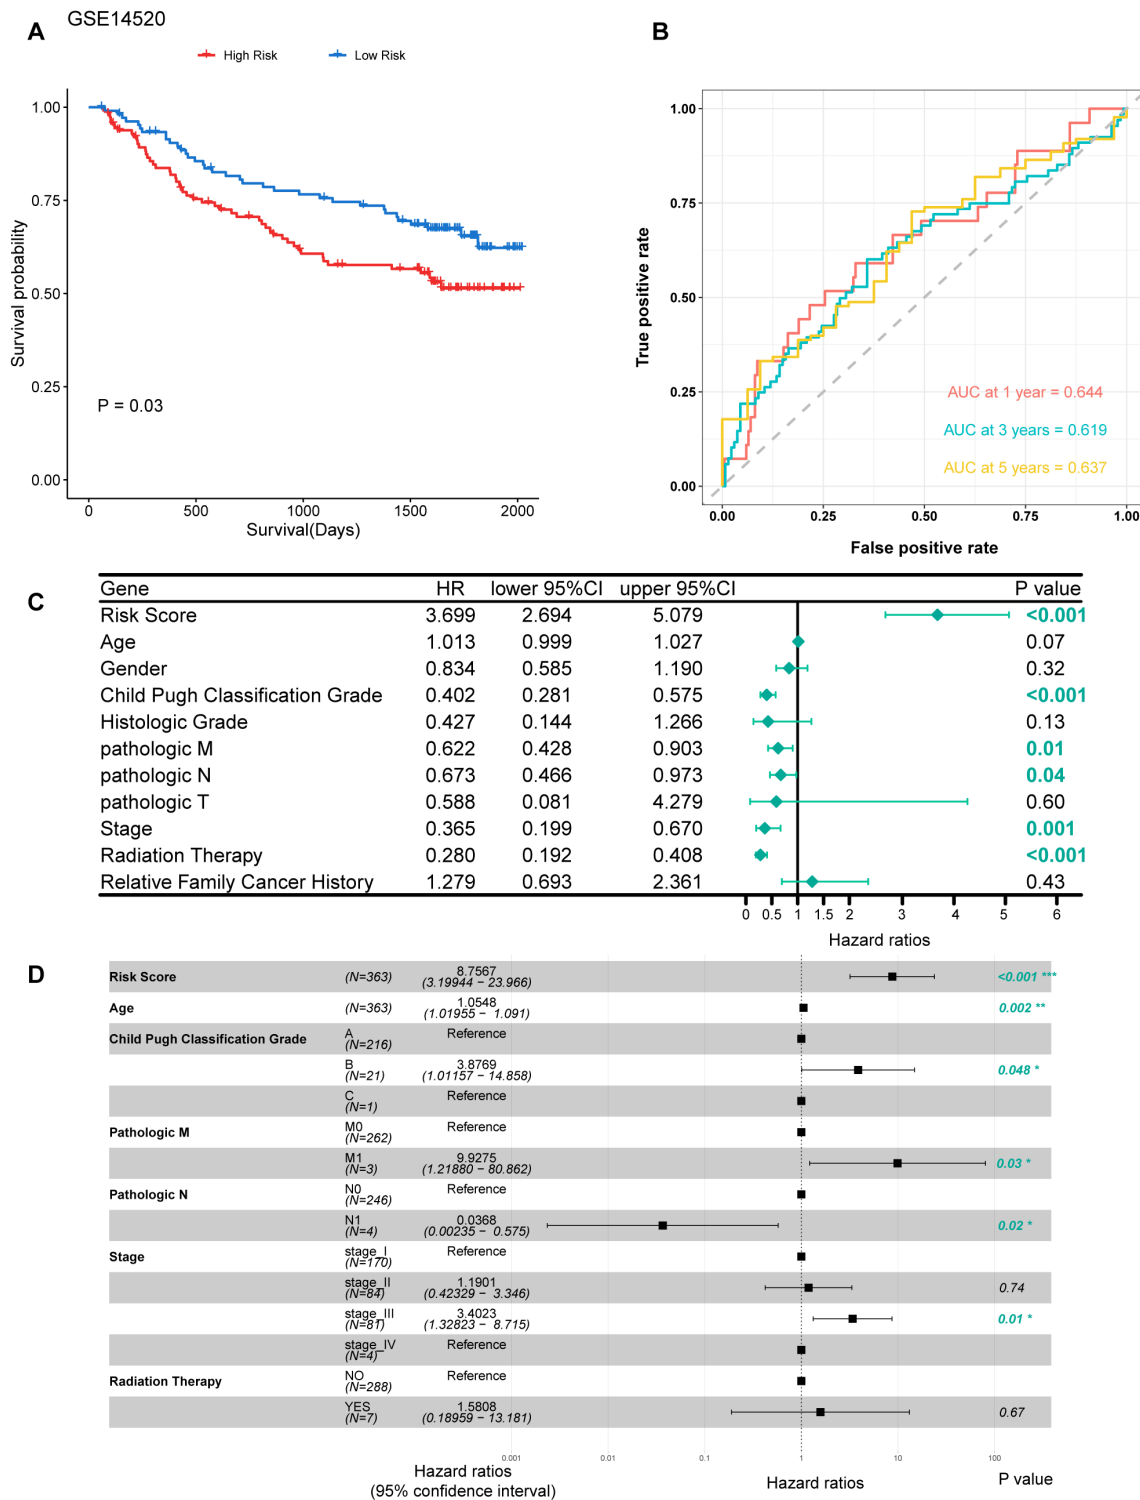 A
GSE14520
High Risk
Low Risk
Survival probability
1.00
0.75
0.50
0.25
0.00
P = 0.03
0
500
1000
1500
2000
Survival(Days)
B
True positive rate
1.00
0.75
0.50
0.25
0.00
AUC at 1 year = 0.644
AUC at 3 years = 0.619
AUC at 5 years = 0.637
0.00
0.25
0.50
0.75
1.00
False positive rate
C
Gene HR lower 95%CI upper 95%CI P value
Risk Score 3.699 2.694 5.079 <0.001
Age 1.013 0.999 1.027 0.07
Gender 0.834 0.585 1.190 0.32
Child Pugh Classification Grade 0.402 0.281 0.575 <0.001
Histologic Grade 0.427 0.144 1.266 0.13
pathologic M 0.622 0.428 0.903 0.01
pathologic N 0.673 0.466 0.973 0.04
pathologic T 0.588 0.081 4.279 0.60
Stage 0.365 0.199 0.670 0.001
Radiation Therapy 0.280 0.192 0.408 <0.001
Relative Family Cancer History 1.279 0.693 2.361 0.43
0 0.5 1 1.5 2 3 4 5 6
Hazard ratios
D
Risk Score (N=363) 8.7567 <0.001 ***
(3.19944 − 23.966)
Age (N=363) 1.0548 0.002 **
(1.01955 − 1.091)
Child Pugh Classification Grade A Reference
(N=216)
B 3.8769 0.048 *
(N=21) (1.01157 − 14.858)
C Reference
(N=1)
Pathologic M M0 Reference
(N=262)
M1 9.9275 0.03 *
(N=3) (1.21880 − 80.862)
Pathologic N N0 Reference
(N=246)
N1 0.0368 0.02 *
(N=4) (0.00235 − 0.575)
Stage stage_I Reference
(N=170)
stage_II 1.1901 0.74
(N=84) (0.42329 − 3.346)
stage_III 3.4023 0.01 *
(N=81) (1.32823 − 8.715)
stage_IV Reference
(N=4)
Radiation Therapy NO Reference
(N=288)
YES 1.5808 0.67
(N=7) (0.18959 − 13.181)
0.001 0.01 0.1 1 10 100
Hazard ratios
(95% confidence interval)
Hazard ratios
P value